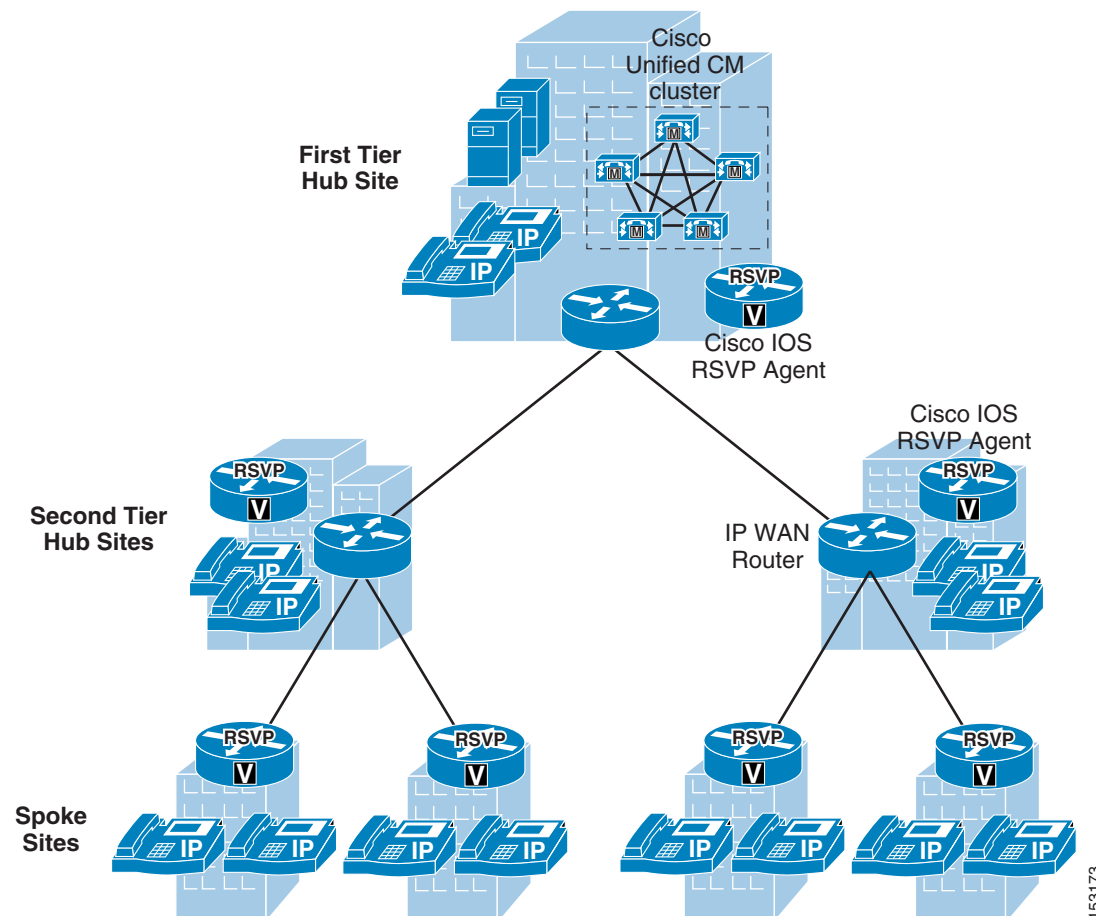 Cisco
Unified CM
cluster
M
M
M
M
M
First Tier
Hub Site
IP
IP
RSVP
V
Cisco IOS
RSVP Agent
Cisco IOS
RSVP Agent
RSVP
V
RSVP
V
Second Tier
Hub Sites
IP WAN
Router
IP
IP
IP
IP
RSVP
V
RSVP
V
RSVP
V
RSVP
V
Spoke
Sites
IP
IP
IP
IP
IP
IP
IP
IP
153173